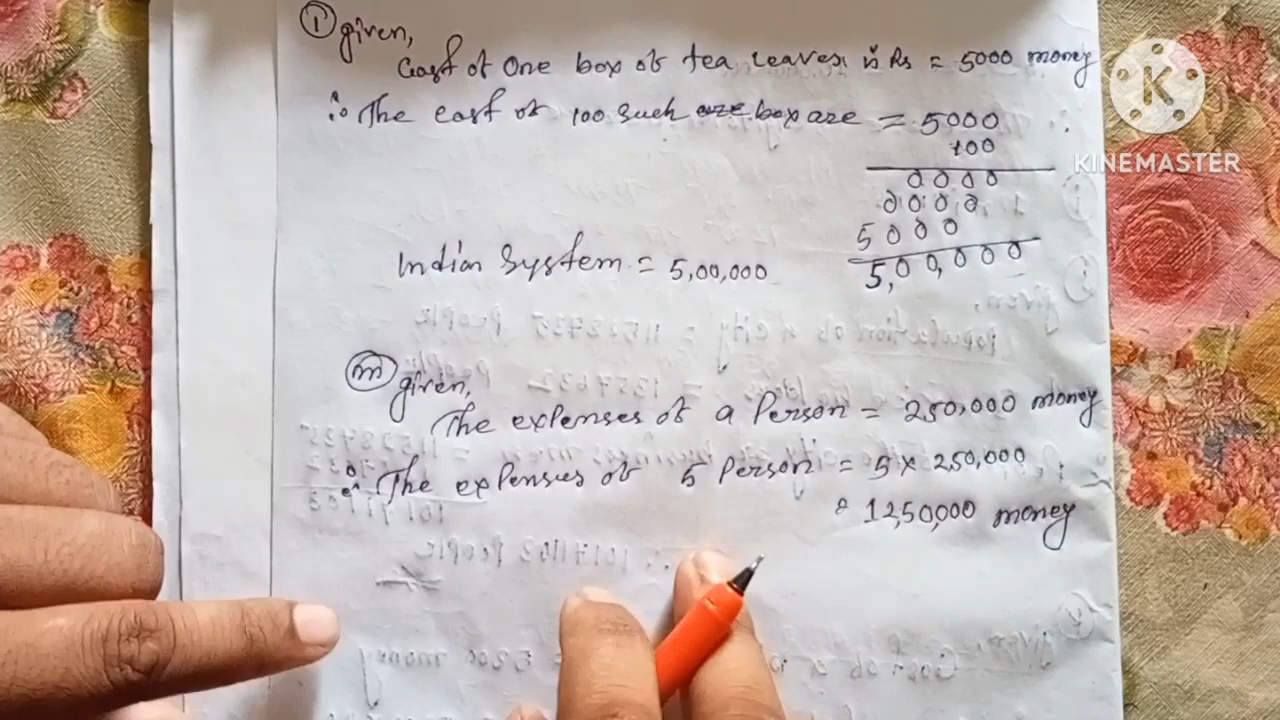 (i) given,
Cost of One box of tea leaves is Rs = 5000 money
∴ The cost of 100 such are box are = 5000
100
0000
0000
5000
5,00,000
Indian System = 5,00,000
(m) given,
The expenses of a Person = 250,000 money
∴ The expenses of 5 Person = 5 x 250,000
= 1250,000 money
K
KINEMASTER